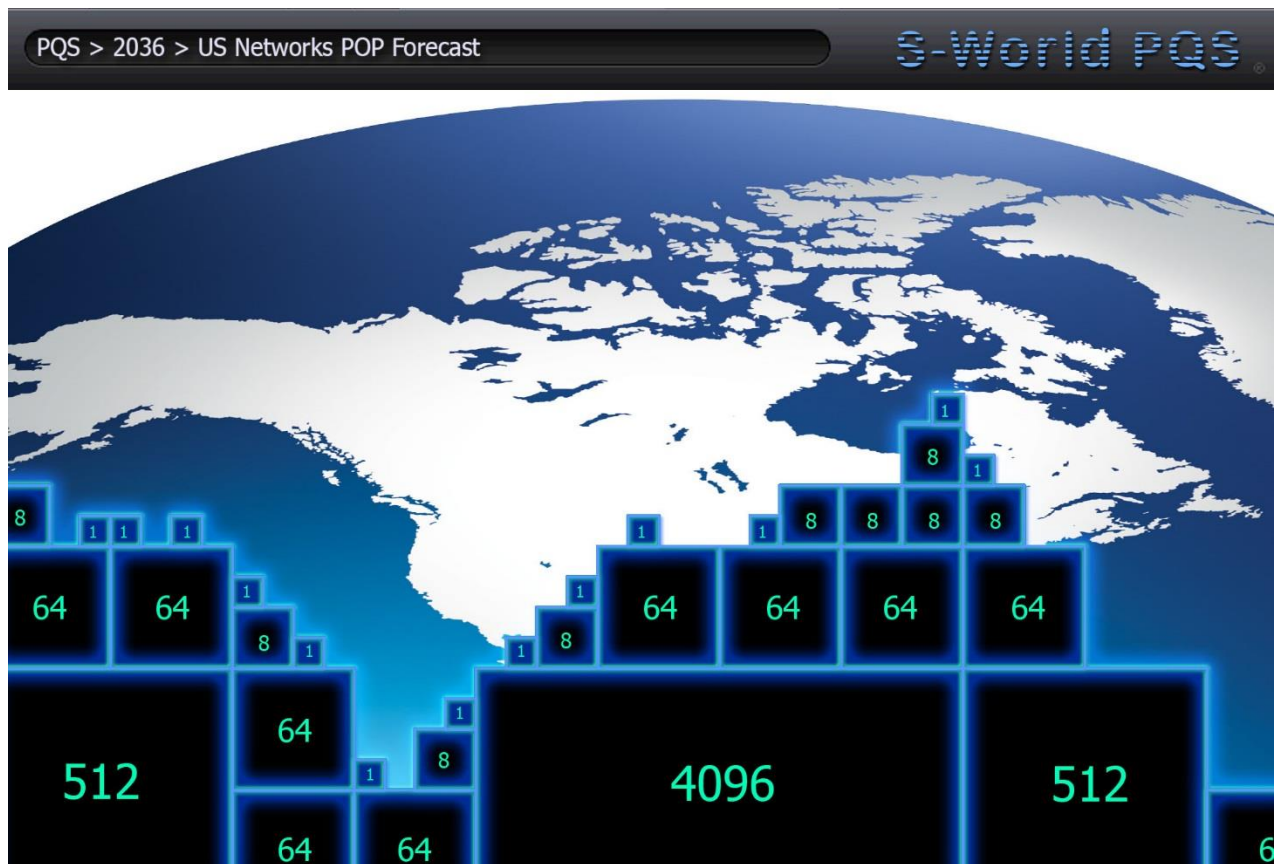 PQS > 2036 > US Networks POP Forecast
S-World PQS ®
1
8
1
8 1 1 1 1 1 8 8 8 8
64 64 1 1 64 64 64 64
8 1 1 8
64 1
512 1 8 4096 512
64 64